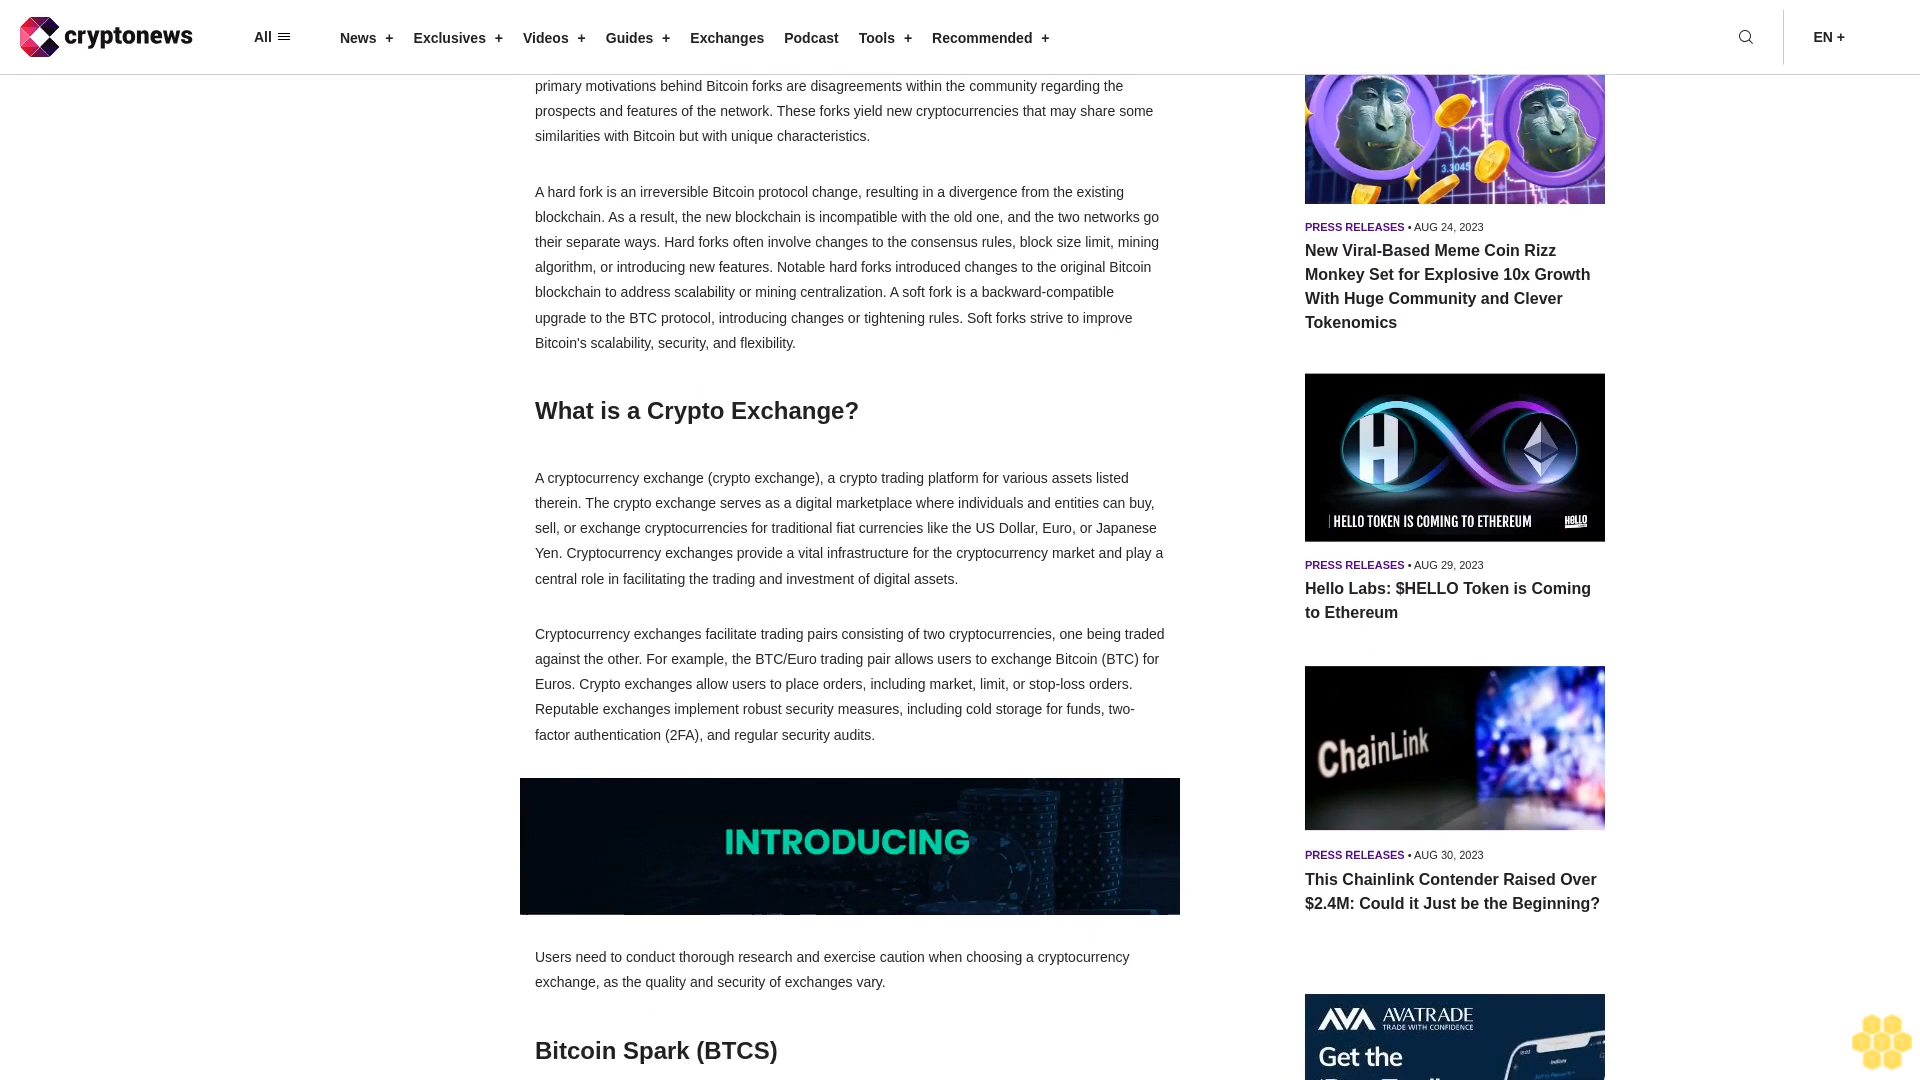 cryptonews
All
News +
Exclusives +
Videos +
Guides +
Exchanges
Podcast
Tools +
Recommended +
EN +
primary motivations behind Bitcoin forks are disagreements within the community regarding the
prospects and features of the network. These forks yield new cryptocurrencies that may share some
similarities with Bitcoin but with unique characteristics.
A hard fork is an irreversible Bitcoin protocol change, resulting in a divergence from the existing
blockchain. As a result, the new blockchain is incompatible with the old one, and the two networks go
their separate ways. Hard forks often involve changes to the consensus rules, block size limit, mining
algorithm, or introducing new features. Notable hard forks introduced changes to the original Bitcoin
blockchain to address scalability or mining centralization. A soft fork is a backward-compatible
upgrade to the BTC protocol, introducing changes or tightening rules. Soft forks strive to improve
Bitcoin's scalability, security, and flexibility.
What is a Crypto Exchange?
A cryptocurrency exchange (crypto exchange), a crypto trading platform for various assets listed
therein. The crypto exchange serves as a digital marketplace where individuals and entities can buy,
sell, or exchange cryptocurrencies for traditional fiat currencies like the US Dollar, Euro, or Japanese
Yen. Cryptocurrency exchanges provide a vital infrastructure for the cryptocurrency market and play a
central role in facilitating the trading and investment of digital assets.
Cryptocurrency exchanges facilitate trading pairs consisting of two cryptocurrencies, one being traded
against the other. For example, the BTC/Euro trading pair allows users to exchange Bitcoin (BTC) for
Euros. Crypto exchanges allow users to place orders, including market, limit, or stop-loss orders.
Reputable exchanges implement robust security measures, including cold storage for funds, two-
factor authentication (2FA), and regular security audits.
INTRODUCING
Users need to conduct thorough research and exercise caution when choosing a cryptocurrency
exchange, as the quality and security of exchanges vary.
Bitcoin Spark (BTCS)
3.3045
PRESS RELEASES • AUG 24, 2023
New Viral-Based Meme Coin Rizz
Monkey Set for Explosive 10x Growth
With Huge Community and Clever
Tokenomics
H
HELLO TOKEN IS COMING TO ETHEREUM
HELLO
PRESS RELEASES • AUG 29, 2023
Hello Labs: $HELLO Token is Coming
to Ethereum
ChainLink
PRESS RELEASES • AUG 30, 2023
This Chainlink Contender Raised Over
$2.4M: Could it Just be the Beginning?
AVATRADE
TRADE WITH CONFIDENCE
Get the